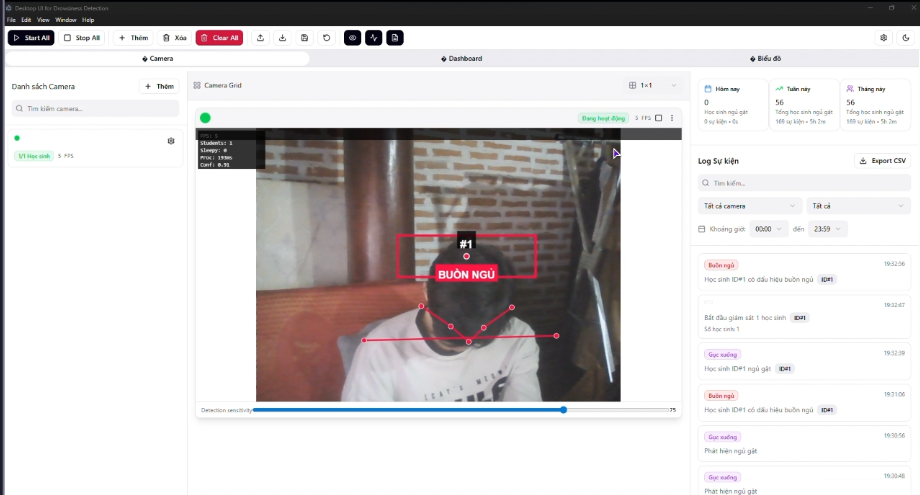 Desktop UI for Drowsiness Detection
File Edit View Window Help
Start All
Stop All
Thêm
Xóa
Clear All
Camera
Dashboard
Biểu đồ
Danh sách Camera
Thêm
Tìm kiếm camera...
1/1 Học sinh 5 FPS
Camera Grid
1×1
Đang hoạt động 5 FPS
FPS: 5
Students: 1
Sleepy: 0
Proc: 193ms
Conf: 0.91
#1
BUỒN NGỦ
Detection sensitivity
75
Hôm nay
0
Học sinh ngủ gật
0 sự kiện • 0s
Tuần này
56
Tổng học sinh ngủ gật
169 sự kiện • 5h 2m
Tháng này
56
Tổng học sinh ngủ gật
169 sự kiện • 5h 2m
Log Sự kiện
Export CSV
Tìm kiếm...
Tất cả camera
Tất cả
Khoảng giờ: 00:00 đến 23:59
Buồn ngủ
19:32:56
Học sinh ID#1 có dấu hiệu buồn ngủ ID#1
19:32:47
Bắt đầu giám sát 1 học sinh ID#1
Số học sinh: 1
Gục xuống
19:32:39
Học sinh ID#1 ngủ gật ID#1
Buồn ngủ
19:31:06
Học sinh ID#1 có dấu hiệu buồn ngủ ID#1
Gục xuống
19:30:56
Phát hiện ngủ gật
Gục xuống
19:30:48
Phát hiện ngủ gật